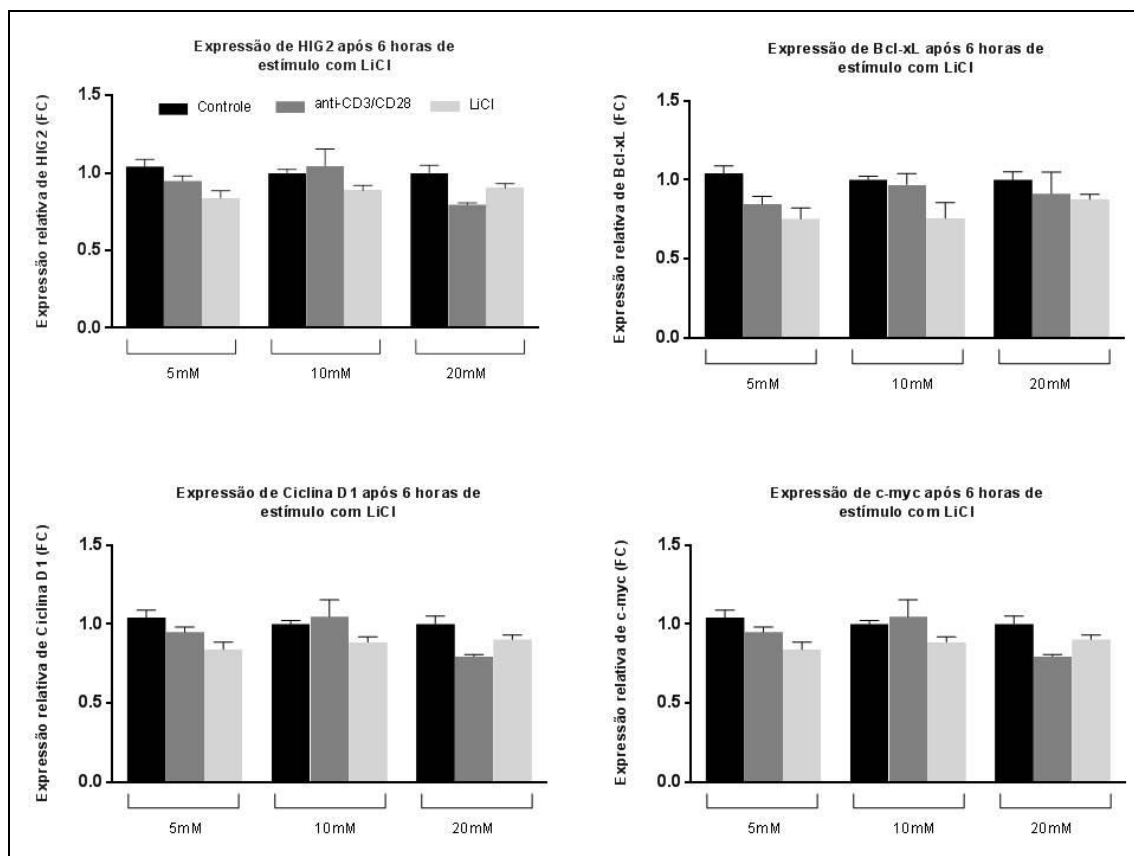 Expressão de HIG2 após 6 horas de
estímulo com LiCl
Expressão relativa de HIG2 (FC)
1.5
1.0
0.5
0.0
Controle
anti-CD3/CD28
LiCl
5mM
10mM
20mM
Expressão de Bcl-xL após 6 horas de
estímulo com LiCl
Expressão relativa de Bcl-xL (FC)
1.5
1.0
0.5
0.0
5mM
10mM
20mM
Expressão de Ciclina D1 após 6 horas de
estímulo com LiCl
Expressão relativa de Ciclina D1 (FC)
1.5
1.0
0.5
0.0
5mM
10mM
20mM
Expressão de c-myc após 6 horas de
estímulo com LiCl
Expressão relativa de c-myc (FC)
1.5
1.0
0.5
0.0
5mM
10mM
20mM